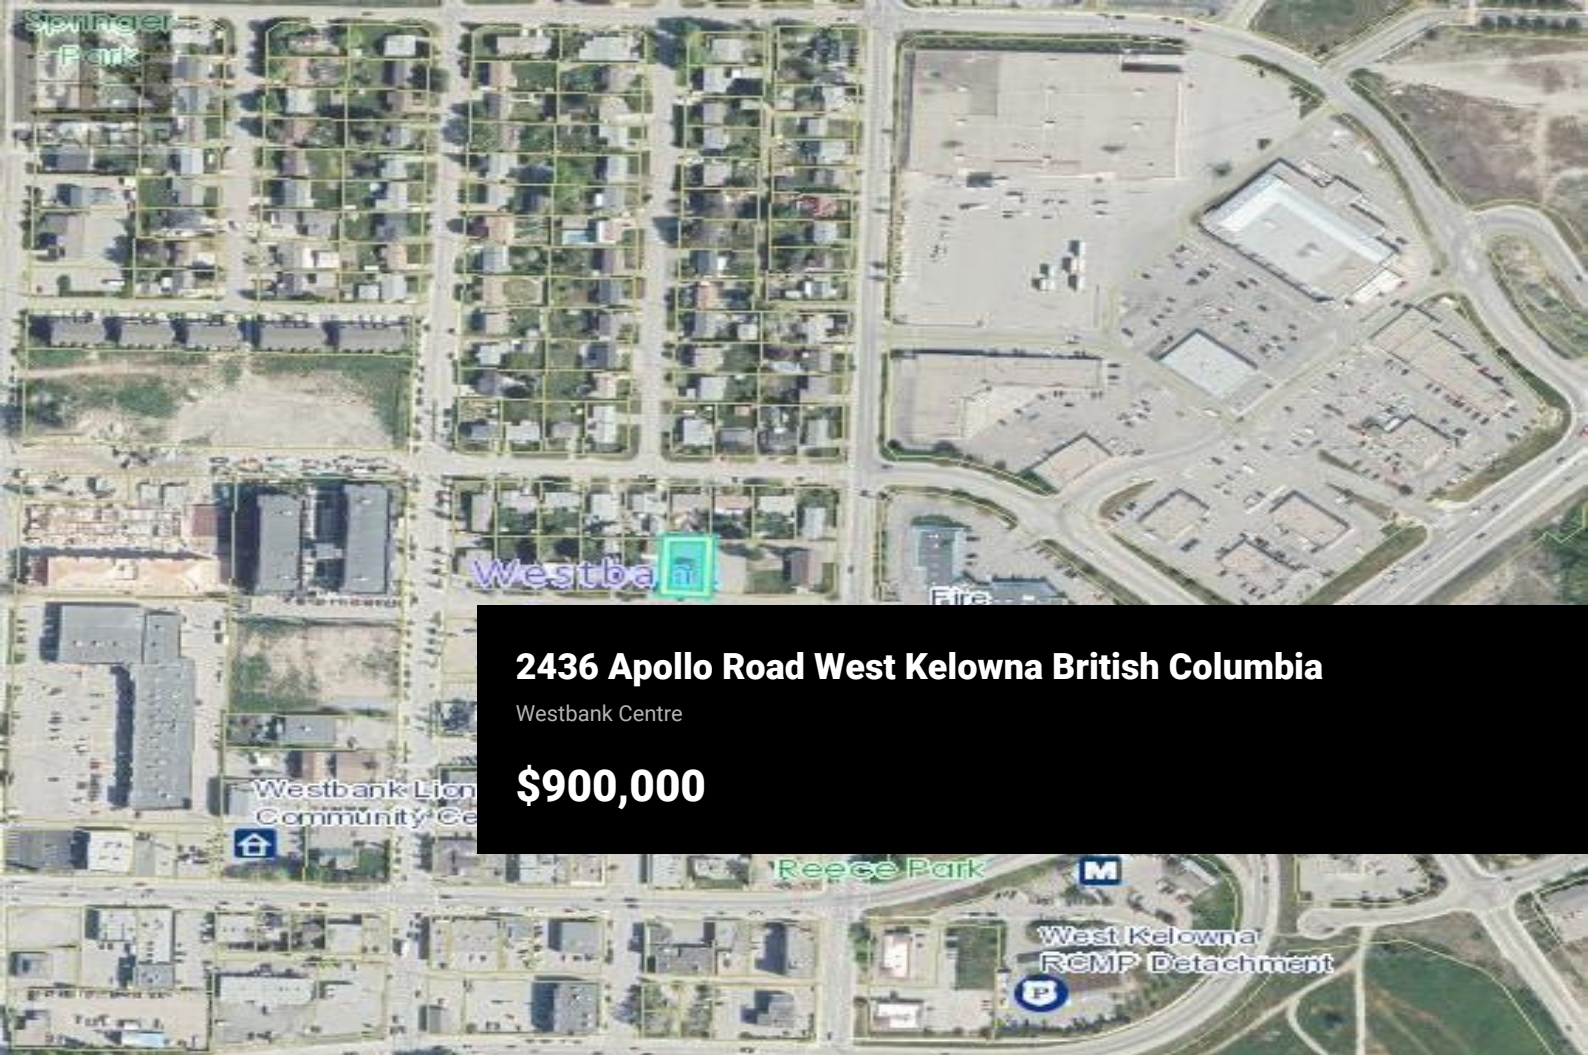 Springer
Park
Westba
Fire
2436 Apollo Road West Kelowna British Columbia
Westbank Centre
$900,000
Westbank Lion
Community Ce
Reece Park
M
West Kelowna
RCMP Detachment
P